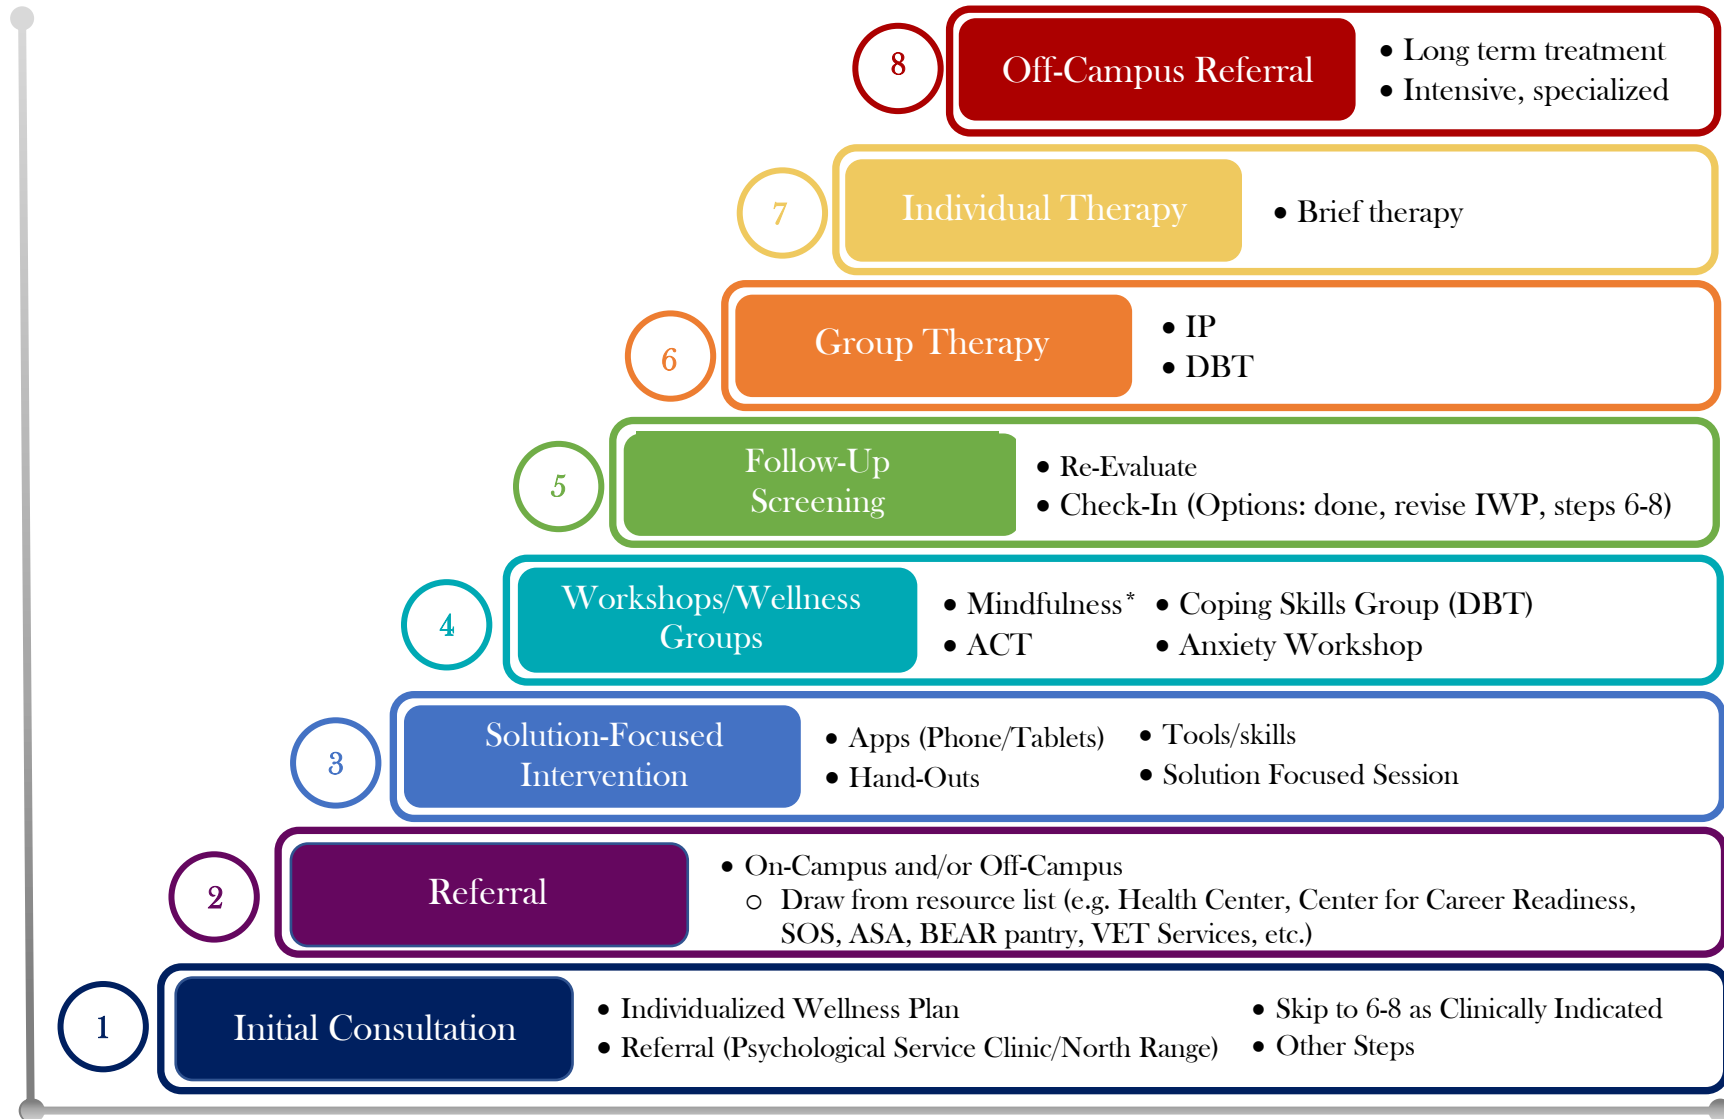 8
Off-Campus Referral
• Long term treatment
• Intensive, specialized
7
Individual Therapy
• Brief therapy
6
Group Therapy
• IP
• DBT
5
Follow-Up
Screening
• Re-Evaluate
• Check-In (Options: done, revise IWP, steps 6-8)
4
Workshops/Wellness
Groups
• Mindfulness*
• ACT
• Coping Skills Group (DBT)
• Anxiety Workshop
3
Solution-Focused
Intervention
• Apps (Phone/Tablets)
• Hand-Outs
• Tools/skills
• Solution Focused Session
2
Referral
• On-Campus and/or Off-Campus
o Draw from resource list (e.g. Health Center, Center for Career Readiness,
SOS, ASA, BEAR pantry, VET Services, etc.)
1
Initial Consultation
• Individualized Wellness Plan
• Referral (Psychological Service Clinic/North Range)
• Skip to 6-8 as Clinically Indicated
• Other Steps